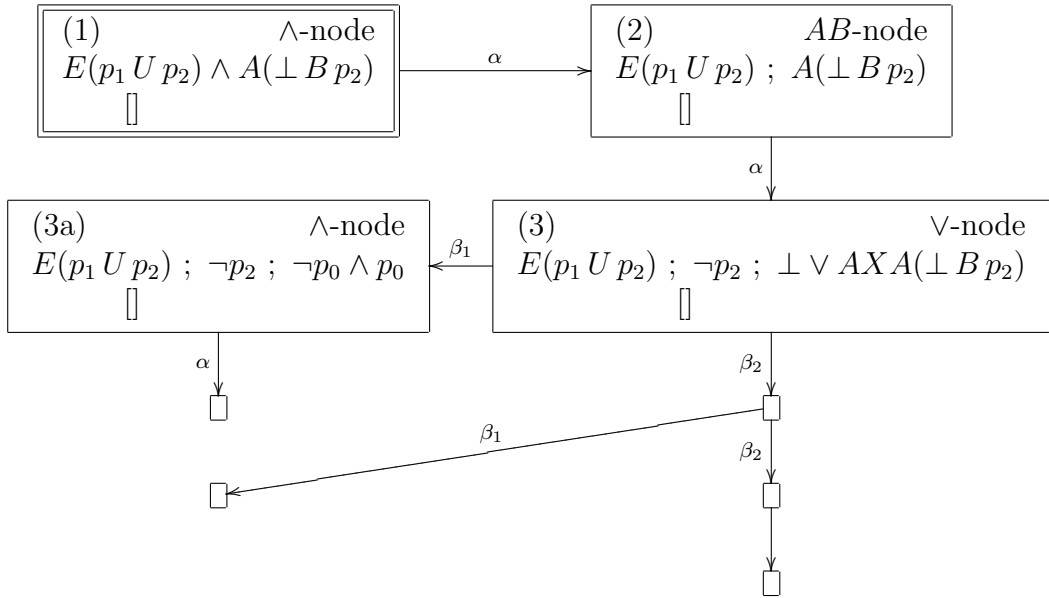 (1) ∧-node
E(p₁ U p₂) ∧ A(⊥ B p₂)
[]
α
(2) AB-node
E(p₁ U p₂) ; A(⊥ B p₂)
[]
α
(3a) ∧-node
E(p₁ U p₂) ; ¬p₂ ; ¬p₀ ∧ p₀
[]
β₁
(3) ∨-node
E(p₁ U p₂) ; ¬p₂ ; ⊥ ∨ AXA(⊥ B p₂)
[]
α
β₂
β₁
β₂